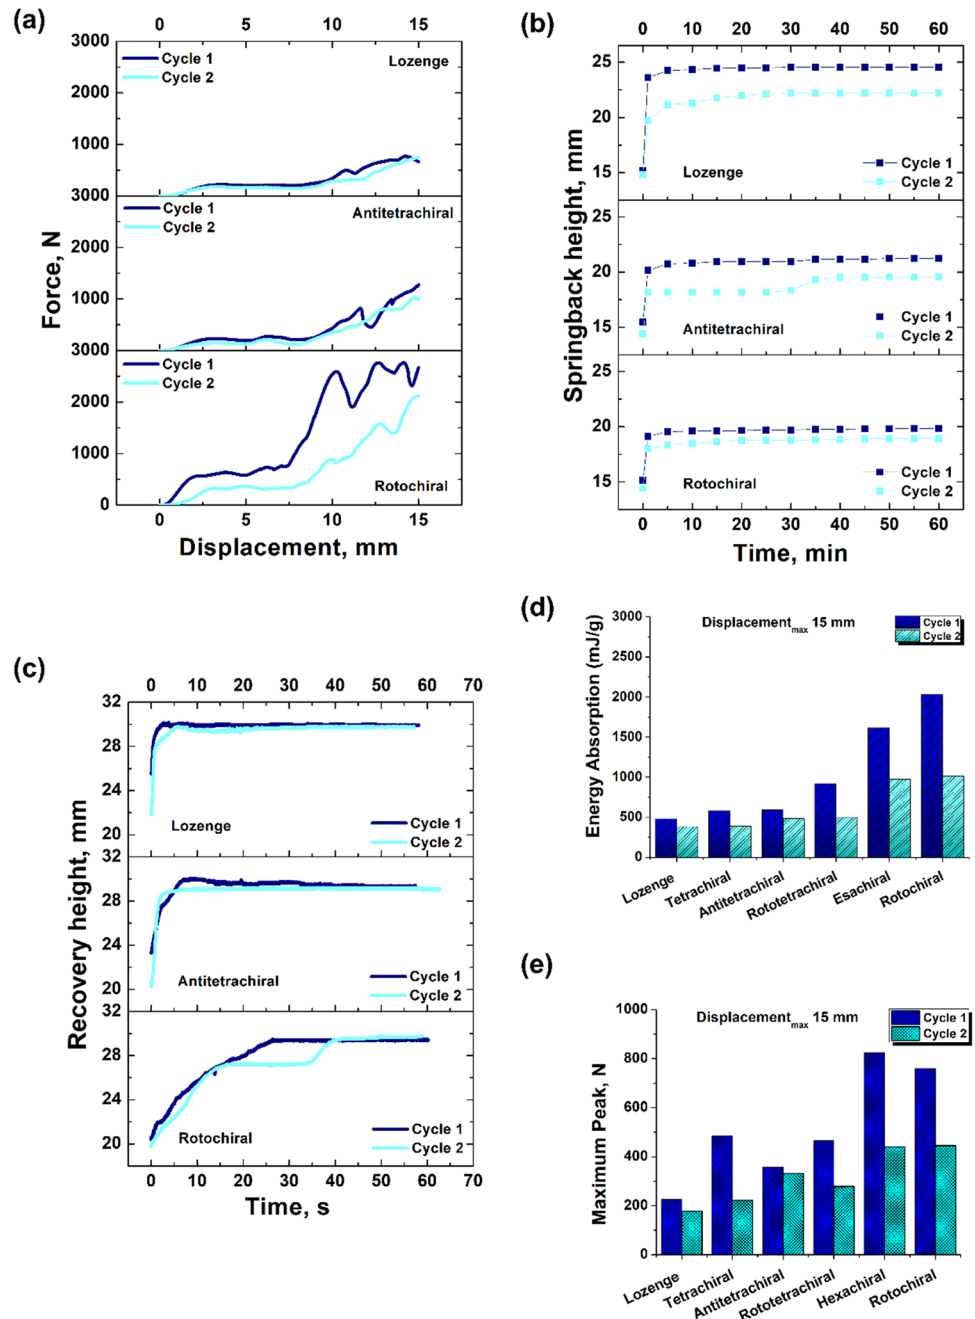 (a)
0 5 10 15
3000
2000
1000
Cycle 1
Cycle 2
Lozenge
3000
2000
1000
Cycle 1
Cycle 2
Antitetrachiral
3000
2000
1000
0
Cycle 1
Cycle 2
Rotochiral
0 5 10 15
Force, N
Displacement, mm
(b)
0 10 20 30 40 50 60
25
20
15
Cycle 1
Cycle 2
Lozenge
25
20
15
Cycle 1
Cycle 2
Antitetrachiral
25
20
15
Cycle 1
Cycle 2
Rotochiral
0 10 20 30 40 50 60
Springback height, mm
Time, min
(c)
0 10 20 30 40 50 60 70
32
28
24
20
Cycle 1
Cycle 2
Lozenge
32
28
24
20
Cycle 1
Cycle 2
Antitetrachiral
32
28
24
20
Cycle 1
Cycle 2
Rotochiral
0 10 20 30 40 50 60 70
Recovery height, mm
Time, s
(d)
3000
2500
2000
1500
1000
500
0
Displacementmax 15 mm
Cycle 1
Cycle 2
Energy Absorption (mJ/g)
Lozenge
Tetrachiral
Antitetrachiral
Rototetrachiral
Esachiral
Rotochiral
(e)
1000
800
600
400
200
0
Displacementmax 15 mm
Cycle 1
Cycle 2
Maximum Peak, N
Lozenge
Tetrachiral
Antitetrachiral
Rototetrachiral
Hexachiral
Rotochiral